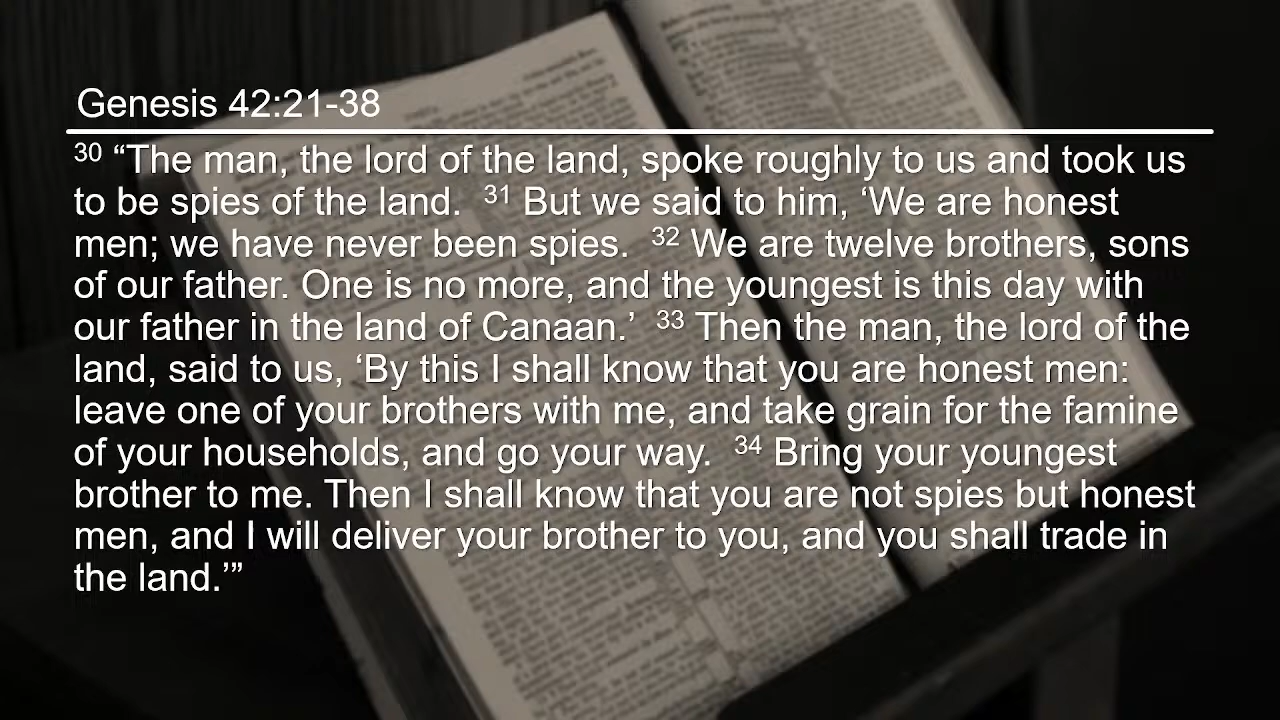 Genesis 42:21-38
30 “The man, the lord of the land, spoke roughly to us and took us
to be spies of the land. 31 But we said to him, ‘We are honest
men; we have never been spies. 32 We are twelve brothers, sons
of our father. One is no more, and the youngest is this day with
our father in the land of Canaan.’ 33 Then the man, the lord of the
land, said to us, ‘By this I shall know that you are honest men:
leave one of your brothers with me, and take grain for the famine
of your households, and go your way. 34 Bring your youngest
brother to me. Then I shall know that you are not spies but honest
men, and I will deliver your brother to you, and you shall trade in
the land.’”